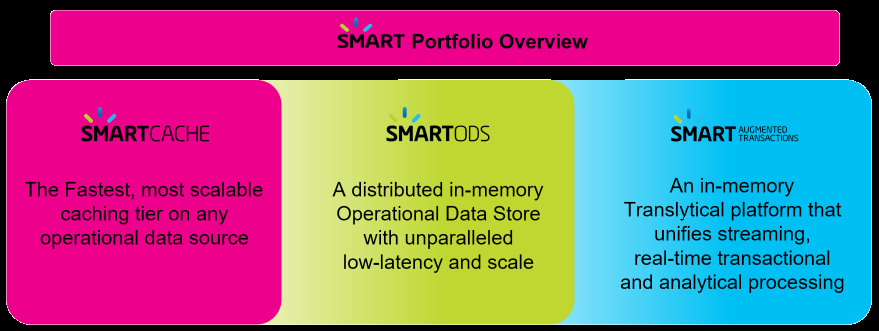 SMART Portfolio Overview
SMARTCACHE
The Fastest, most scalable
caching tier on any
operational data source
SMARTODS
A distributed in-memory
Operational Data Store
with unparalleled
low-latency and scale
SMART AUGMENTED
TRANSACTIONS
An in-memory
Translytical platform that
unifies streaming,
real-time transactional
and analytical processing